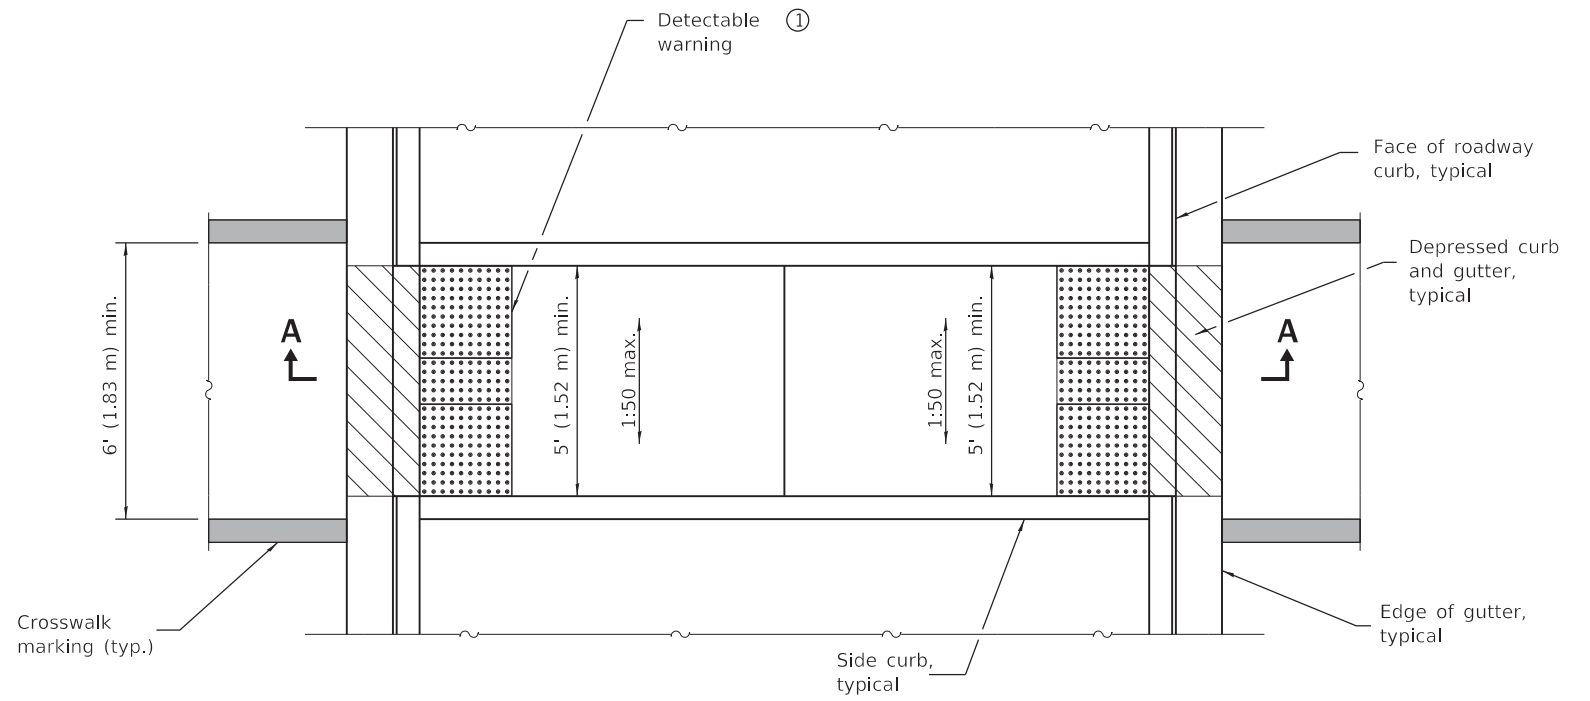 Detectable ①
warning
Face of roadway
curb, typical
Depressed curb
and gutter,
typical
6' (1.83 m) min.
A
5' (1.52 m) min.
1:50 max.
1:50 max.
5' (1.52 m) min.
A
Crosswalk
marking (typ.)
Edge of gutter,
typical
Side curb,
typical